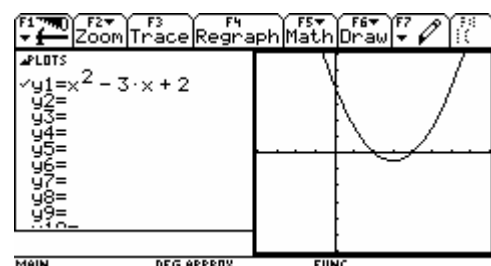 F1 F2 F3 F4 F5 F6 F7
Zoom Trace Regraph Math Draw
PLOTS
✓y1=x² - 3·x + 2
y2=
y3=
y4=
y5=
y6=
y7=
y8=
y9=
MAIN DEG APPROX FUNC